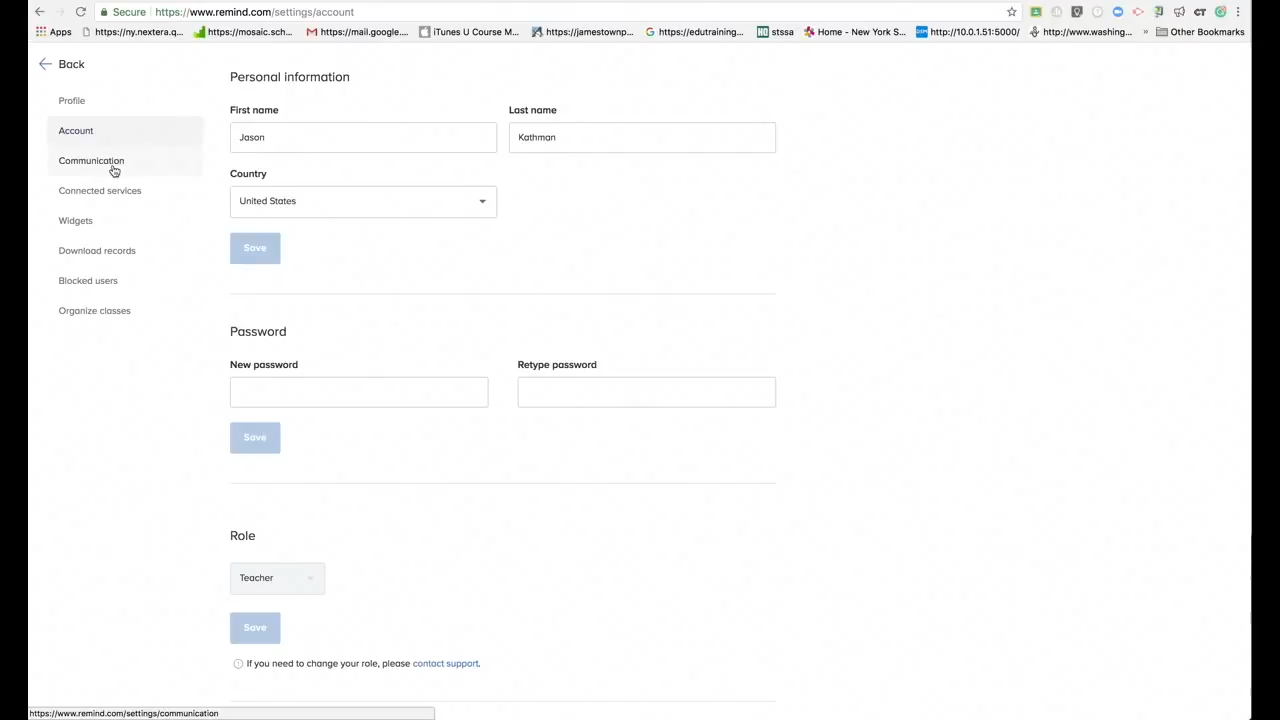 Secure https://www.remind.com/settings/account
Apps https://ny.nextera.q... https://mosaic.sch... https://mail.google.... iTunes U Course M... https://jamestownp... https://edutraining... stssa Home - New York S... http://10.0.1.51:5000/ http://www.washing... » Other Bookmarks
Back
Profile
Account
Communication
Connected services
Widgets
Download records
Blocked users
Organize classes
Personal information
First name Last name
Jason Kathman
Country
United States
Save
Password
New password Retype password
Save
Role
Teacher
Save
If you need to change your role, please contact support.
https://www.remind.com/settings/communication